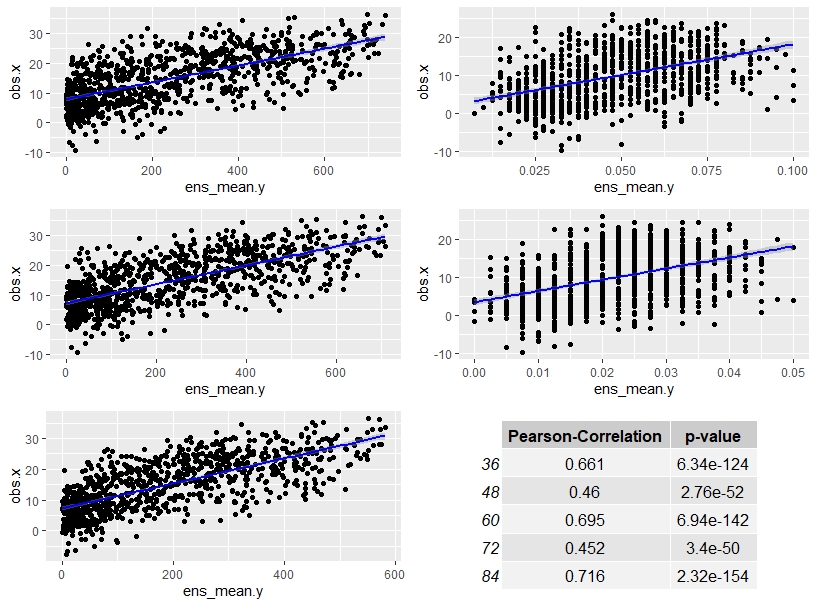 30
20
10
0
-10
obs.x
0 200 400 600
ens_mean.y
20
10
0
-10
obs.x
0.025 0.050 0.075 0.100
ens_mean.y
30
20
10
0
-10
obs.x
0 200 400 600
ens_mean.y
20
10
0
-10
obs.x
0.00 0.01 0.02 0.03 0.04 0.05
ens_mean.y
30
20
10
0
obs.x
0 200 400 600
ens_mean.y
Pearson-Correlation p-value
36 0.661 6.34e-124
48 0.46 2.76e-52
60 0.695 6.94e-142
72 0.452 3.4e-50
84 0.716 2.32e-154